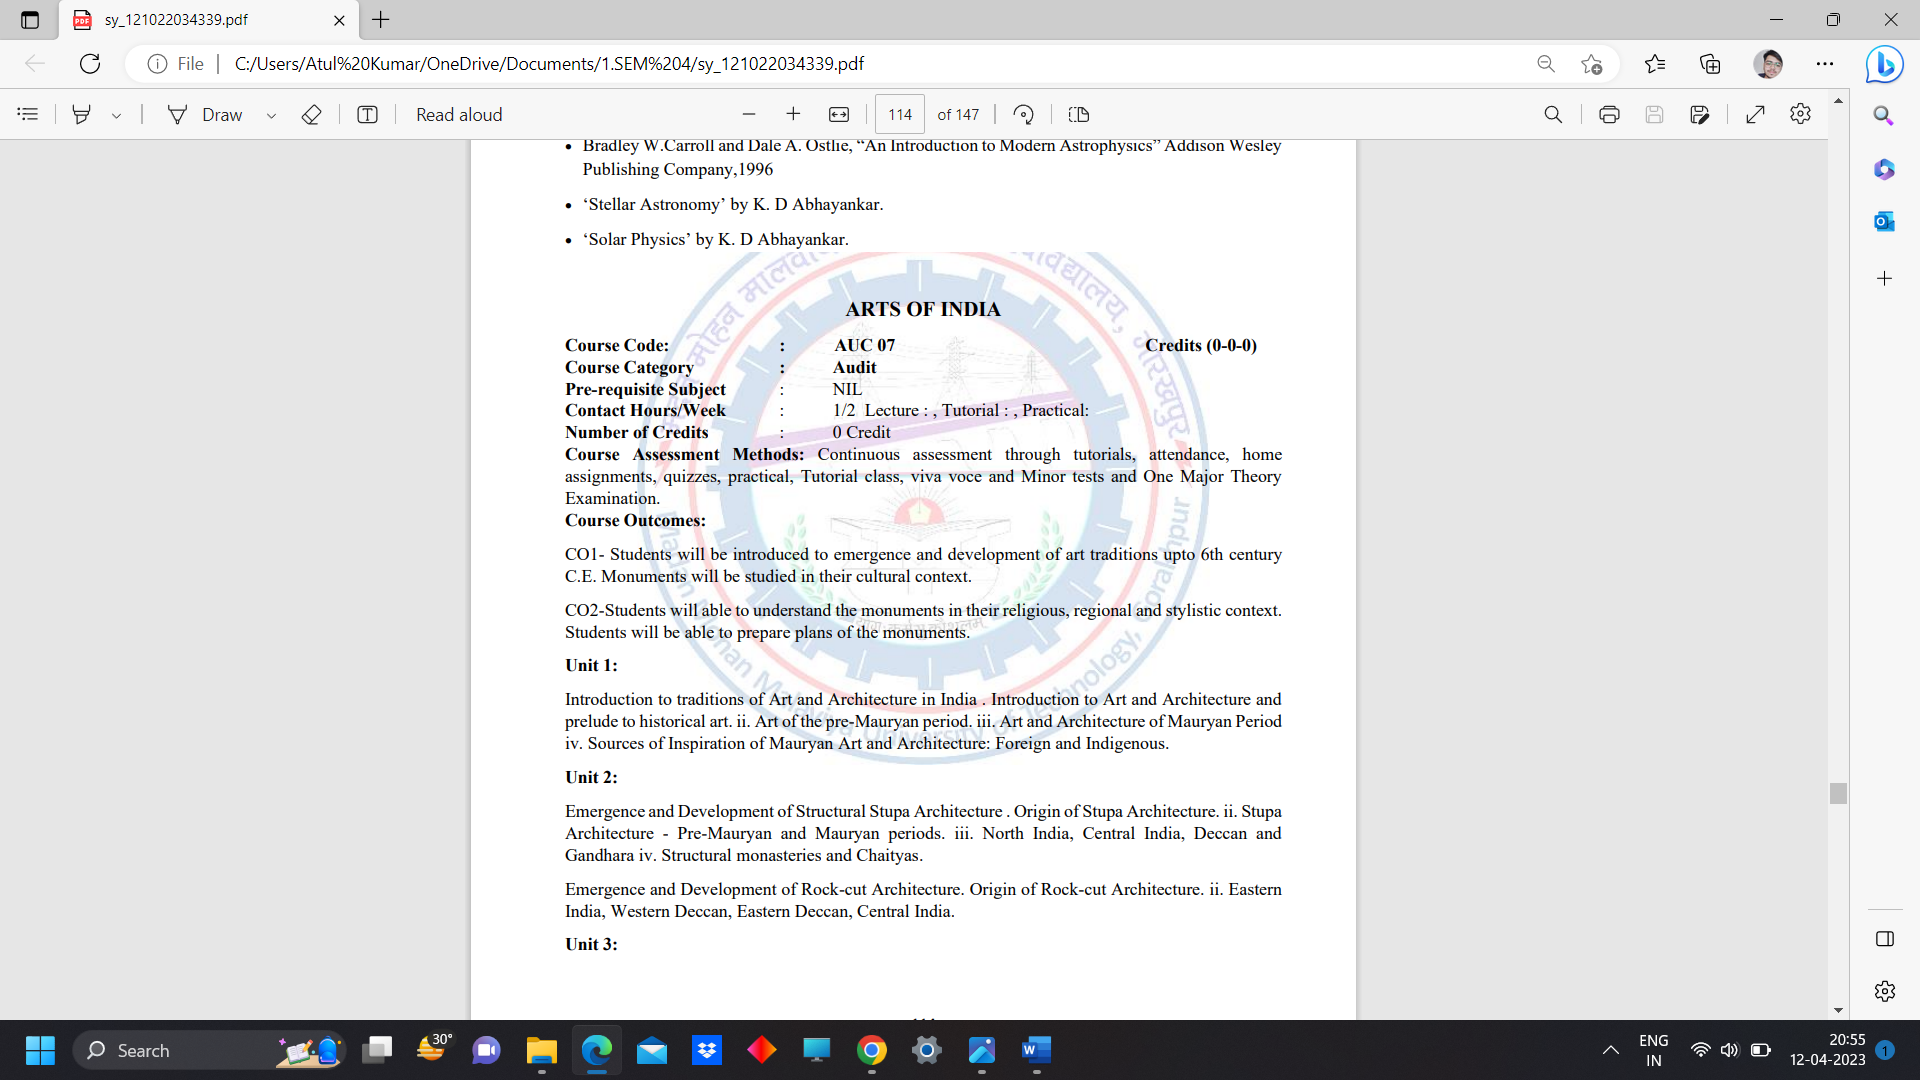 sy_121022034339.pdf
File
C:/Users/Atul%20Kumar/OneDrive/Documents/1.SEM%204/sy_121022034339.pdf
Draw
Read aloud
114 of 147
• Bradley W.Carroll and Dale A. Ostlie, “An Introduction to Modern Astrophysics” Addison Wesley
Publishing Company,1996
• ‘Stellar Astronomy’ by K. D Abhayankar.
• ‘Solar Physics’ by K. D Abhayankar.
ARTS OF INDIA
Course Code: : AUC 07 Credits (0-0-0)
Course Category : Audit
Pre-requisite Subject : NIL
Contact Hours/Week : 1/2 Lecture : , Tutorial : , Practical:
Number of Credits : 0 Credit
Course Assessment Methods: Continuous assessment through tutorials, attendance, home
assignments, quizzes, practical, Tutorial class, viva voce and Minor tests and One Major Theory
Examination.
Course Outcomes:
CO1- Students will be introduced to emergence and development of art traditions upto 6th century
C.E. Monuments will be studied in their cultural context.
CO2-Students will able to understand the monuments in their religious, regional and stylistic context.
Students will be able to prepare plans of the monuments.
Unit 1:
Introduction to traditions of Art and Architecture in India . Introduction to Art and Architecture and
prelude to historical art. ii. Art of the pre-Mauryan period. iii. Art and Architecture of Mauryan Period
iv. Sources of Inspiration of Mauryan Art and Architecture: Foreign and Indigenous.
Unit 2:
Emergence and Development of Structural Stupa Architecture . Origin of Stupa Architecture. ii. Stupa
Architecture - Pre-Mauryan and Mauryan periods. iii. North India, Central India, Deccan and
Gandhara iv. Structural monasteries and Chaityas.
Emergence and Development of Rock-cut Architecture. Origin of Rock-cut Architecture. ii. Eastern
India, Western Deccan, Eastern Deccan, Central India.
Unit 3:
Madan Mohan Malaviya University of Technology, Gorakhpur
Search
30°
ENG
IN
20:55
12-04-2023
1